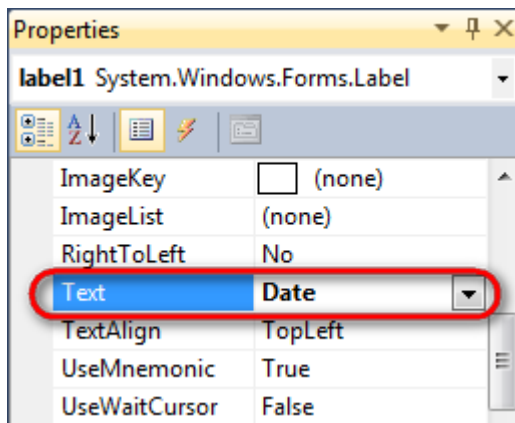 Properties
label1 System.Windows.Forms.Label
ImageKey (none)
ImageList (none)
RightToLeft No
Text Date
TextAlign TopLeft
UseMnemonic True
UseWaitCursor False